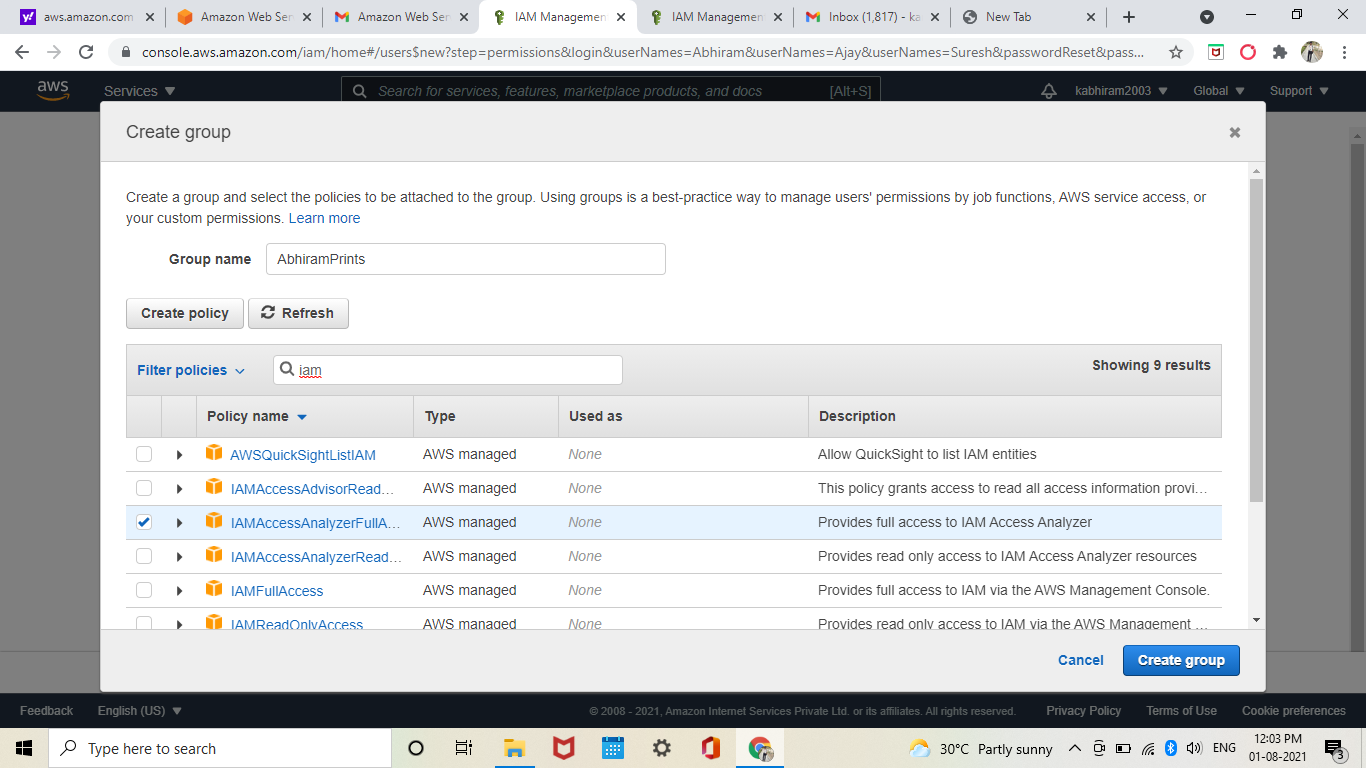 aws.amazon.com
Amazon Web Ser
Amazon Web Ser
IAM Management
IAM Management
Inbox (1,817) - ka
New Tab
console.aws.amazon.com/iam/home#/users$new?step=permissions&login&userNames=Abhiram&userNames=Ajay&userNames=Suresh&passwordReset&pass...
aws
Services
Search for services, features, marketplace products, and docs
[Alt+S]
kabhiram2003
Global
Support
Create group
Create a group and select the policies to be attached to the group. Using groups is a best-practice way to manage users' permissions by job functions, AWS service access, or
your custom permissions. Learn more
Group name
AbhiramPrints
Create policy
Refresh
Filter policies
iam
Showing 9 results
Policy name
Type
Used as
Description
AWSQuickSightListIAM
AWS managed
None
Allow QuickSight to list IAM entities
IAMAccessAdvisorRead...
AWS managed
None
This policy grants access to read all access information provi...
IAMAccessAnalyzerFullA...
AWS managed
None
Provides full access to IAM Access Analyzer
IAMAccessAnalyzerRead...
AWS managed
None
Provides read only access to IAM Access Analyzer resources
IAMFullAccess
AWS managed
None
Provides full access to IAM via the AWS Management Console.
IAMReadOnlyAccess
AWS managed
None
Provides read only access to IAM via the AWS Management ...
Cancel
Create group
Feedback
English (US)
© 2008 - 2021, Amazon Internet Services Private Ltd. or its affiliates. All rights reserved.
Privacy Policy
Terms of Use
Cookie preferences
Type here to search
30°C Partly sunny
ENG
12:03 PM
01-08-2021
3